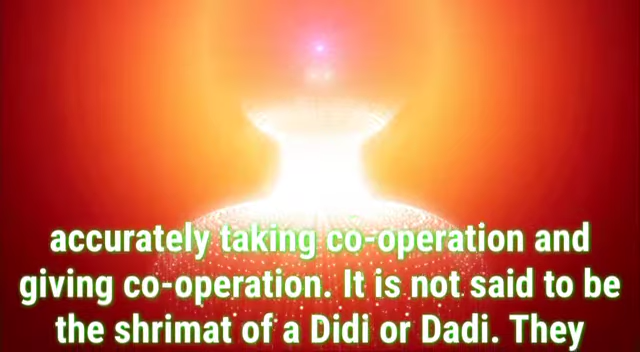 accurately taking co-operation and
giving co-operation. It is not said to be
the shrimat of a Didi or Dadi. They